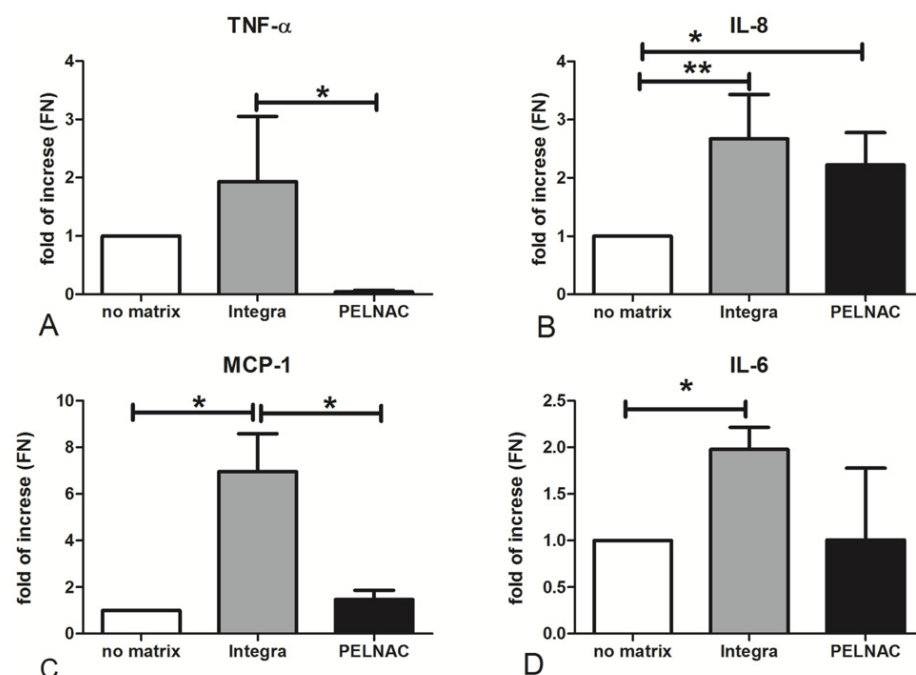 TNF-α
fold of increse (FN)
4
3
2
1
0
*
no matrix
Integra
PELNAC
A
IL-8
fold of increse (FN)
4
3
2
1
0
*
**
no matrix
Integra
PELNAC
B
MCP-1
fold of increse (FN)
10
8
6
4
2
0
*
*
no matrix
Integra
PELNAC
C
IL-6
fold of increse (FN)
2.5
2.0
1.5
1.0
0.5
0.0
*
no matrix
Integra
PELNAC
D